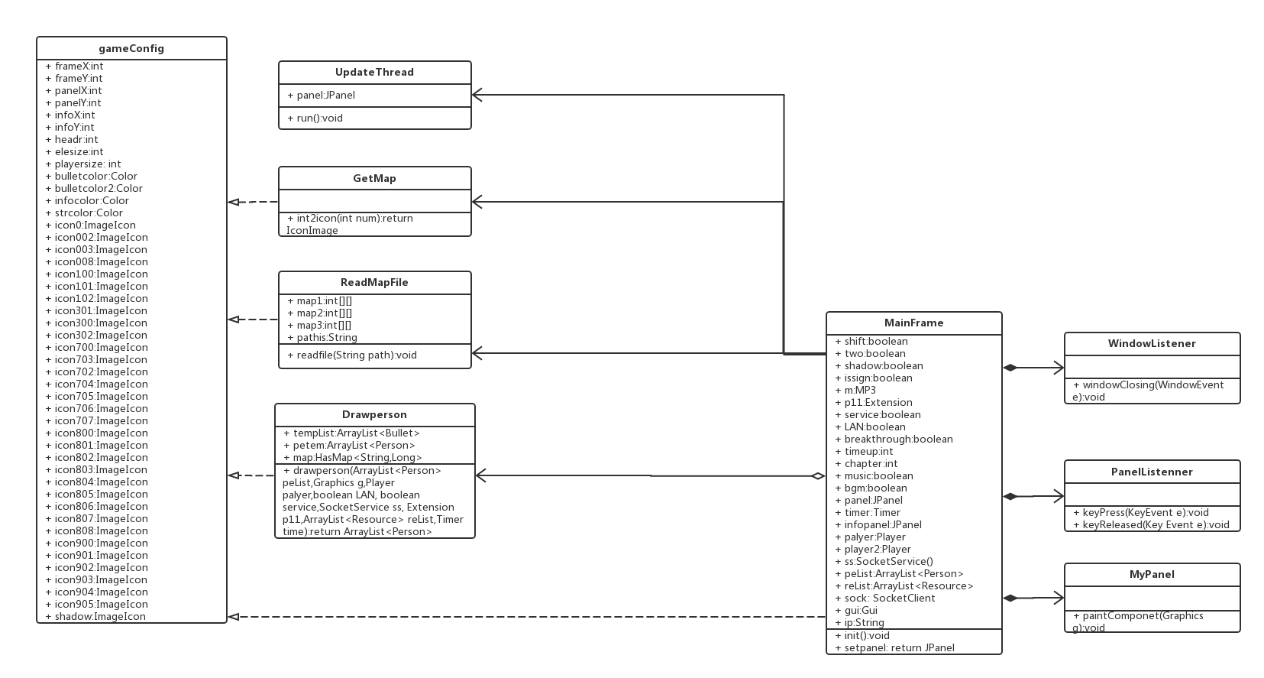 gameConfig
+ frameX:int
+ frameY:int
+ panelX:int
+ panelY:int
+ infoX:int
+ infoY:int
+ headr:int
+ elesize:int
+ playersize: int
+ bulletcolor:Color
+ bulletcolor2:Color
+ infocolor:Color
+ strcolor:Color
+ icon0:ImageIcon
+ icon002:ImageIcon
+ icon003:ImageIcon
+ icon008:ImageIcon
+ icon100:ImageIcon
+ icon101:ImageIcon
+ icon102:ImageIcon
+ icon301:ImageIcon
+ icon300:ImageIcon
+ icon302:ImageIcon
+ icon700:ImageIcon
+ icon703:ImageIcon
+ icon702:ImageIcon
+ icon704:ImageIcon
+ icon705:ImageIcon
+ icon706:ImageIcon
+ icon707:ImageIcon
+ icon800:ImageIcon
+ icon801:ImageIcon
+ icon802:ImageIcon
+ icon803:ImageIcon
+ icon804:ImageIcon
+ icon805:ImageIcon
+ icon806:ImageIcon
+ icon807:ImageIcon
+ icon808:ImageIcon
+ icon900:ImageIcon
+ icon901:ImageIcon
+ icon902:ImageIcon
+ icon903:ImageIcon
+ icon904:ImageIcon
+ icon905:ImageIcon
+ shadow:ImageIcon
UpdateThread
+ panel:JPanel
+ run():void
GetMap
+ int2icon(int num):return
IconImage
ReadMapFile
+ map1:int[][]
+ map2:int[][]
+ map3:int[][]
+ pathis:String
+ readfile(String path):void
Drawperson
+ tempList:ArrayList<Bullet>
+ petem:ArrayList<Person>
+ map:HasMap<String,Long>
+ drawperson(ArrayList<Person>
peList,Graphics g,Player
palyer,boolean LAN, boolean
service,SocketService ss, Extension
p11,ArrayList<Resource> reList,Timer
time):return ArrayList<Person>
MainFrame
+ shift:boolean
+ two:boolean
+ shadow:boolean
+ issign:boolean
+ m:MP3
+ p11:Extension
+ service:boolean
+ LAN:boolean
+ breakthrough:boolean
+ timeup:int
+ chapter:int
+ music:boolean
+ bgm:boolean
+ panel:JPanel
+ timer:Timer
+ infopanel:JPanel
+ palyer:Player
+ player2:Player
+ ss:SocketService()
+ peList:ArrayList<Person>
+ reList:ArrayList<Resource>
+ sock: SocketClient
+ gui:Gui
+ ip:String
+ init():void
+ setpanel: return JPanel
WindowListener
+ windowClosing(WindowEvent
e):void
PanelListenner
+ keyPress(KeyEvent e):void
+ keyReleased(Key Event e):void
MyPanel
+ paintComponet(Graphics
g):void